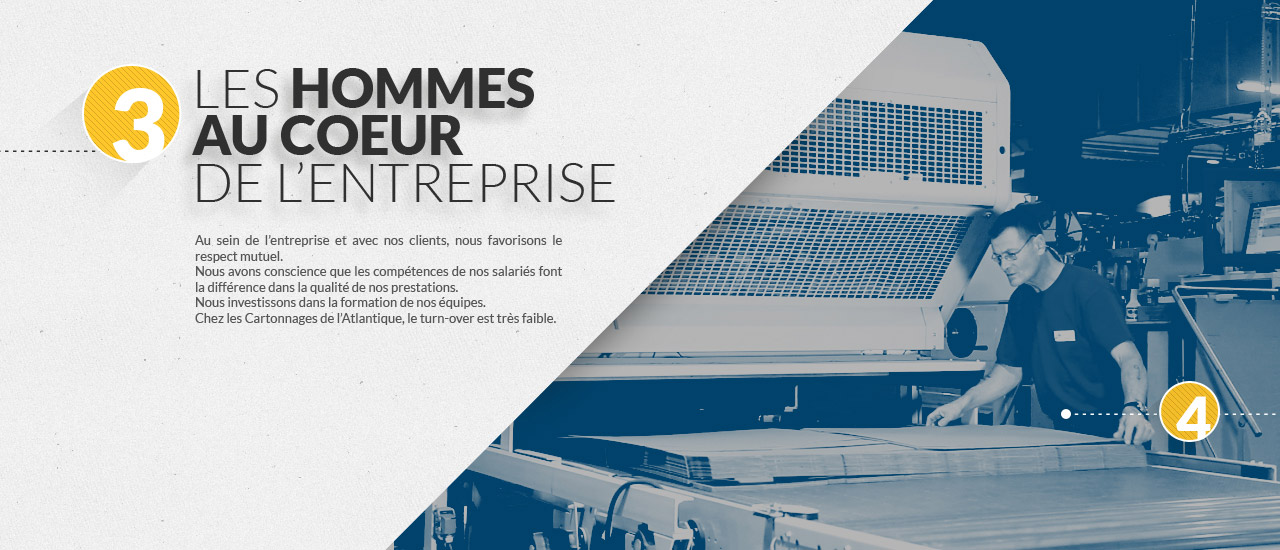 3
LES HOMMES
AU COEUR
DE L’ENTREPRISE
Au sein de l’entreprise et avec nos clients, nous favorisons le
respect mutuel.
Nous avons conscience que les compétences de nos salariés font
la différence dans la qualité de nos prestations.
Nous investissons dans la formation de nos équipes.
Chez les Cartonnages de l’Atlantique, le turn-over est très faible.
4